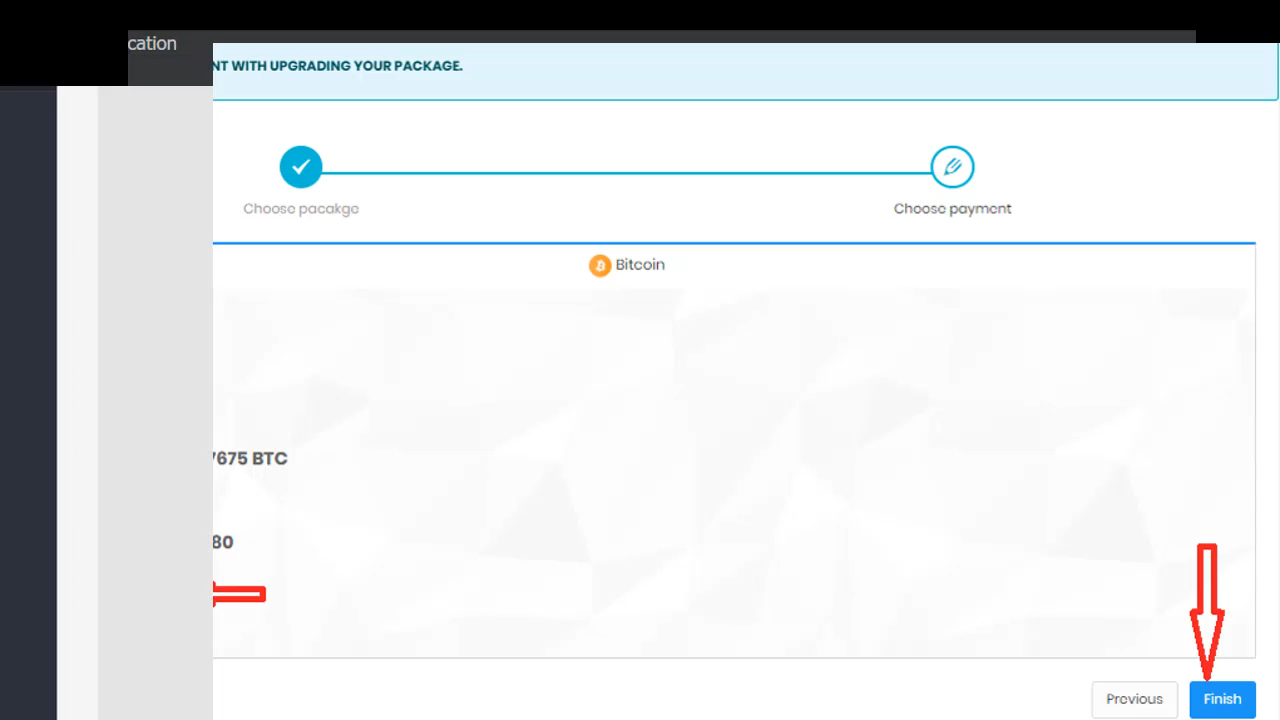 cation
NT WITH UPGRADING YOUR PACKAGE.
Choose pacakge
Choose payment
Bitcoin
7675 BTC
80
Previous
Finish